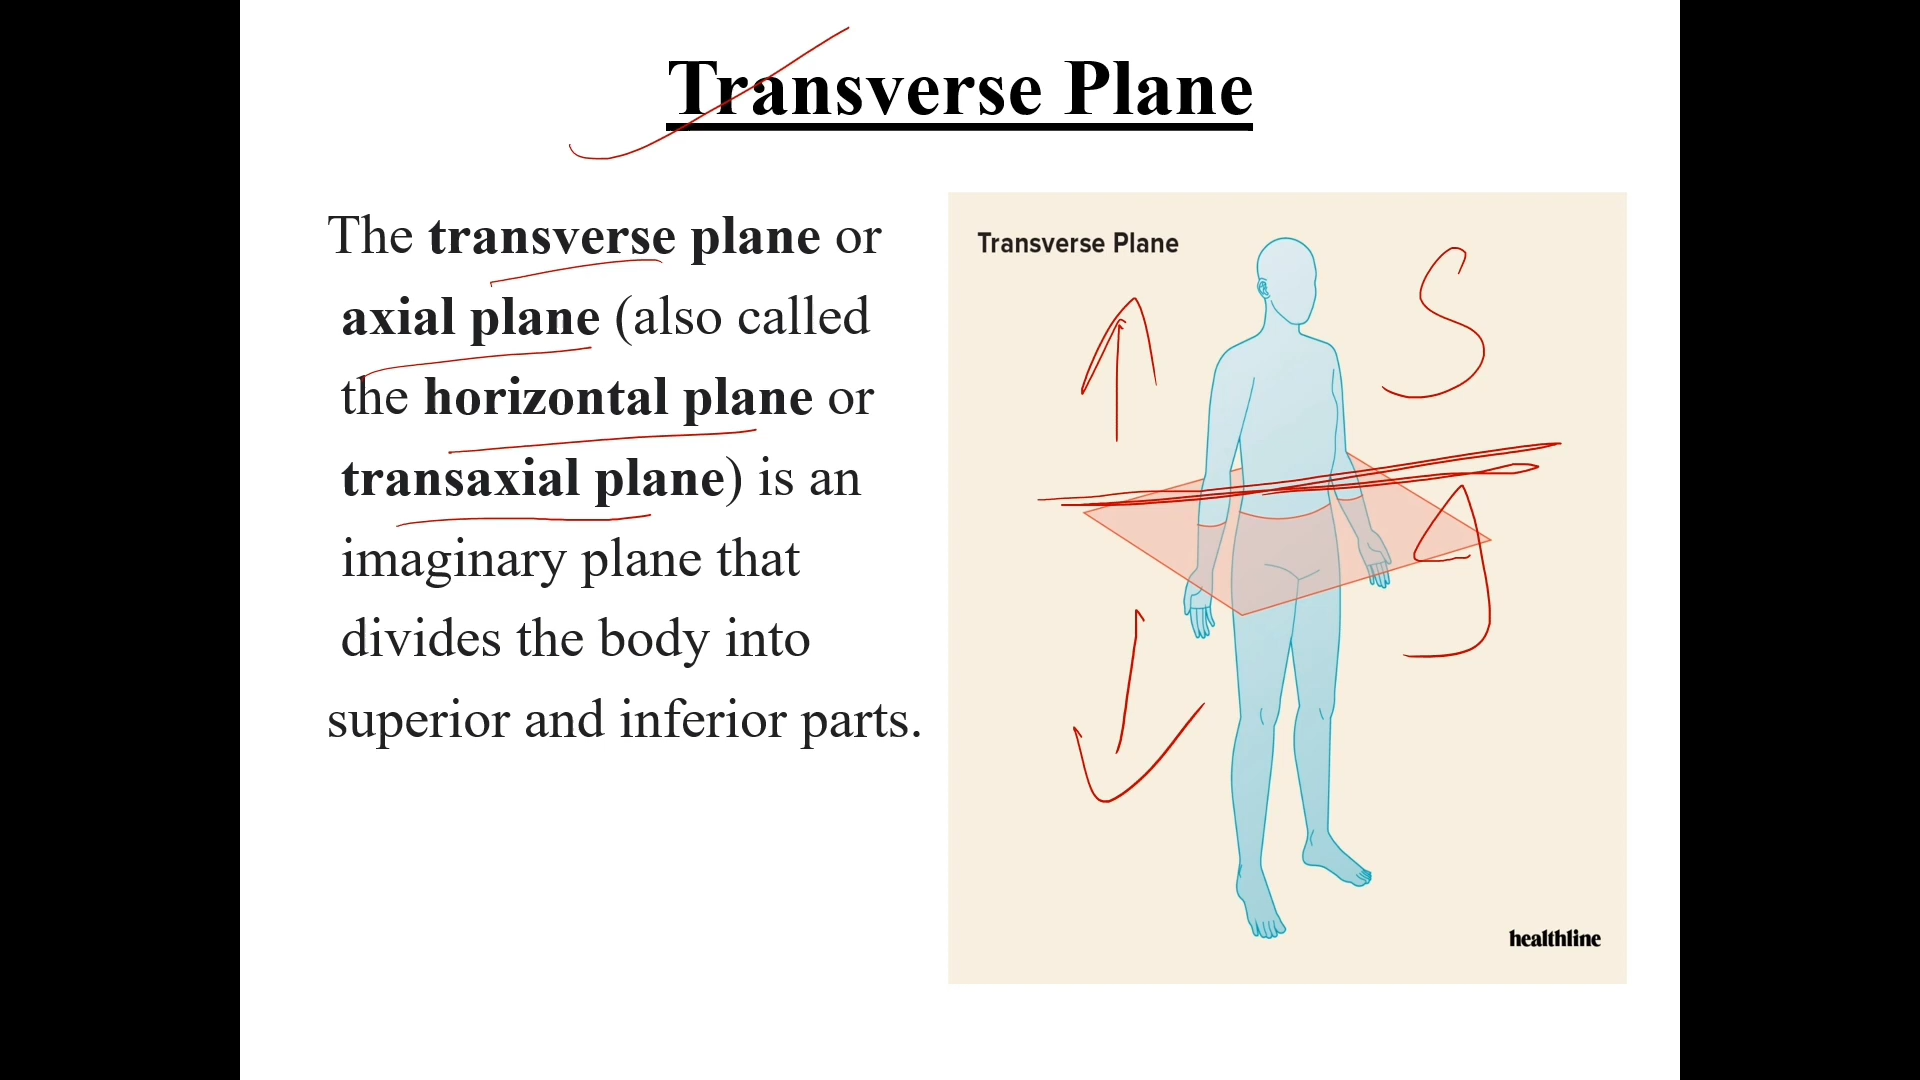 Transverse Plane
The transverse plane or
axial plane (also called
the horizontal plane or
transaxial plane) is an
imaginary plane that
divides the body into
superior and inferior parts.
Transverse Plane
S
healthline